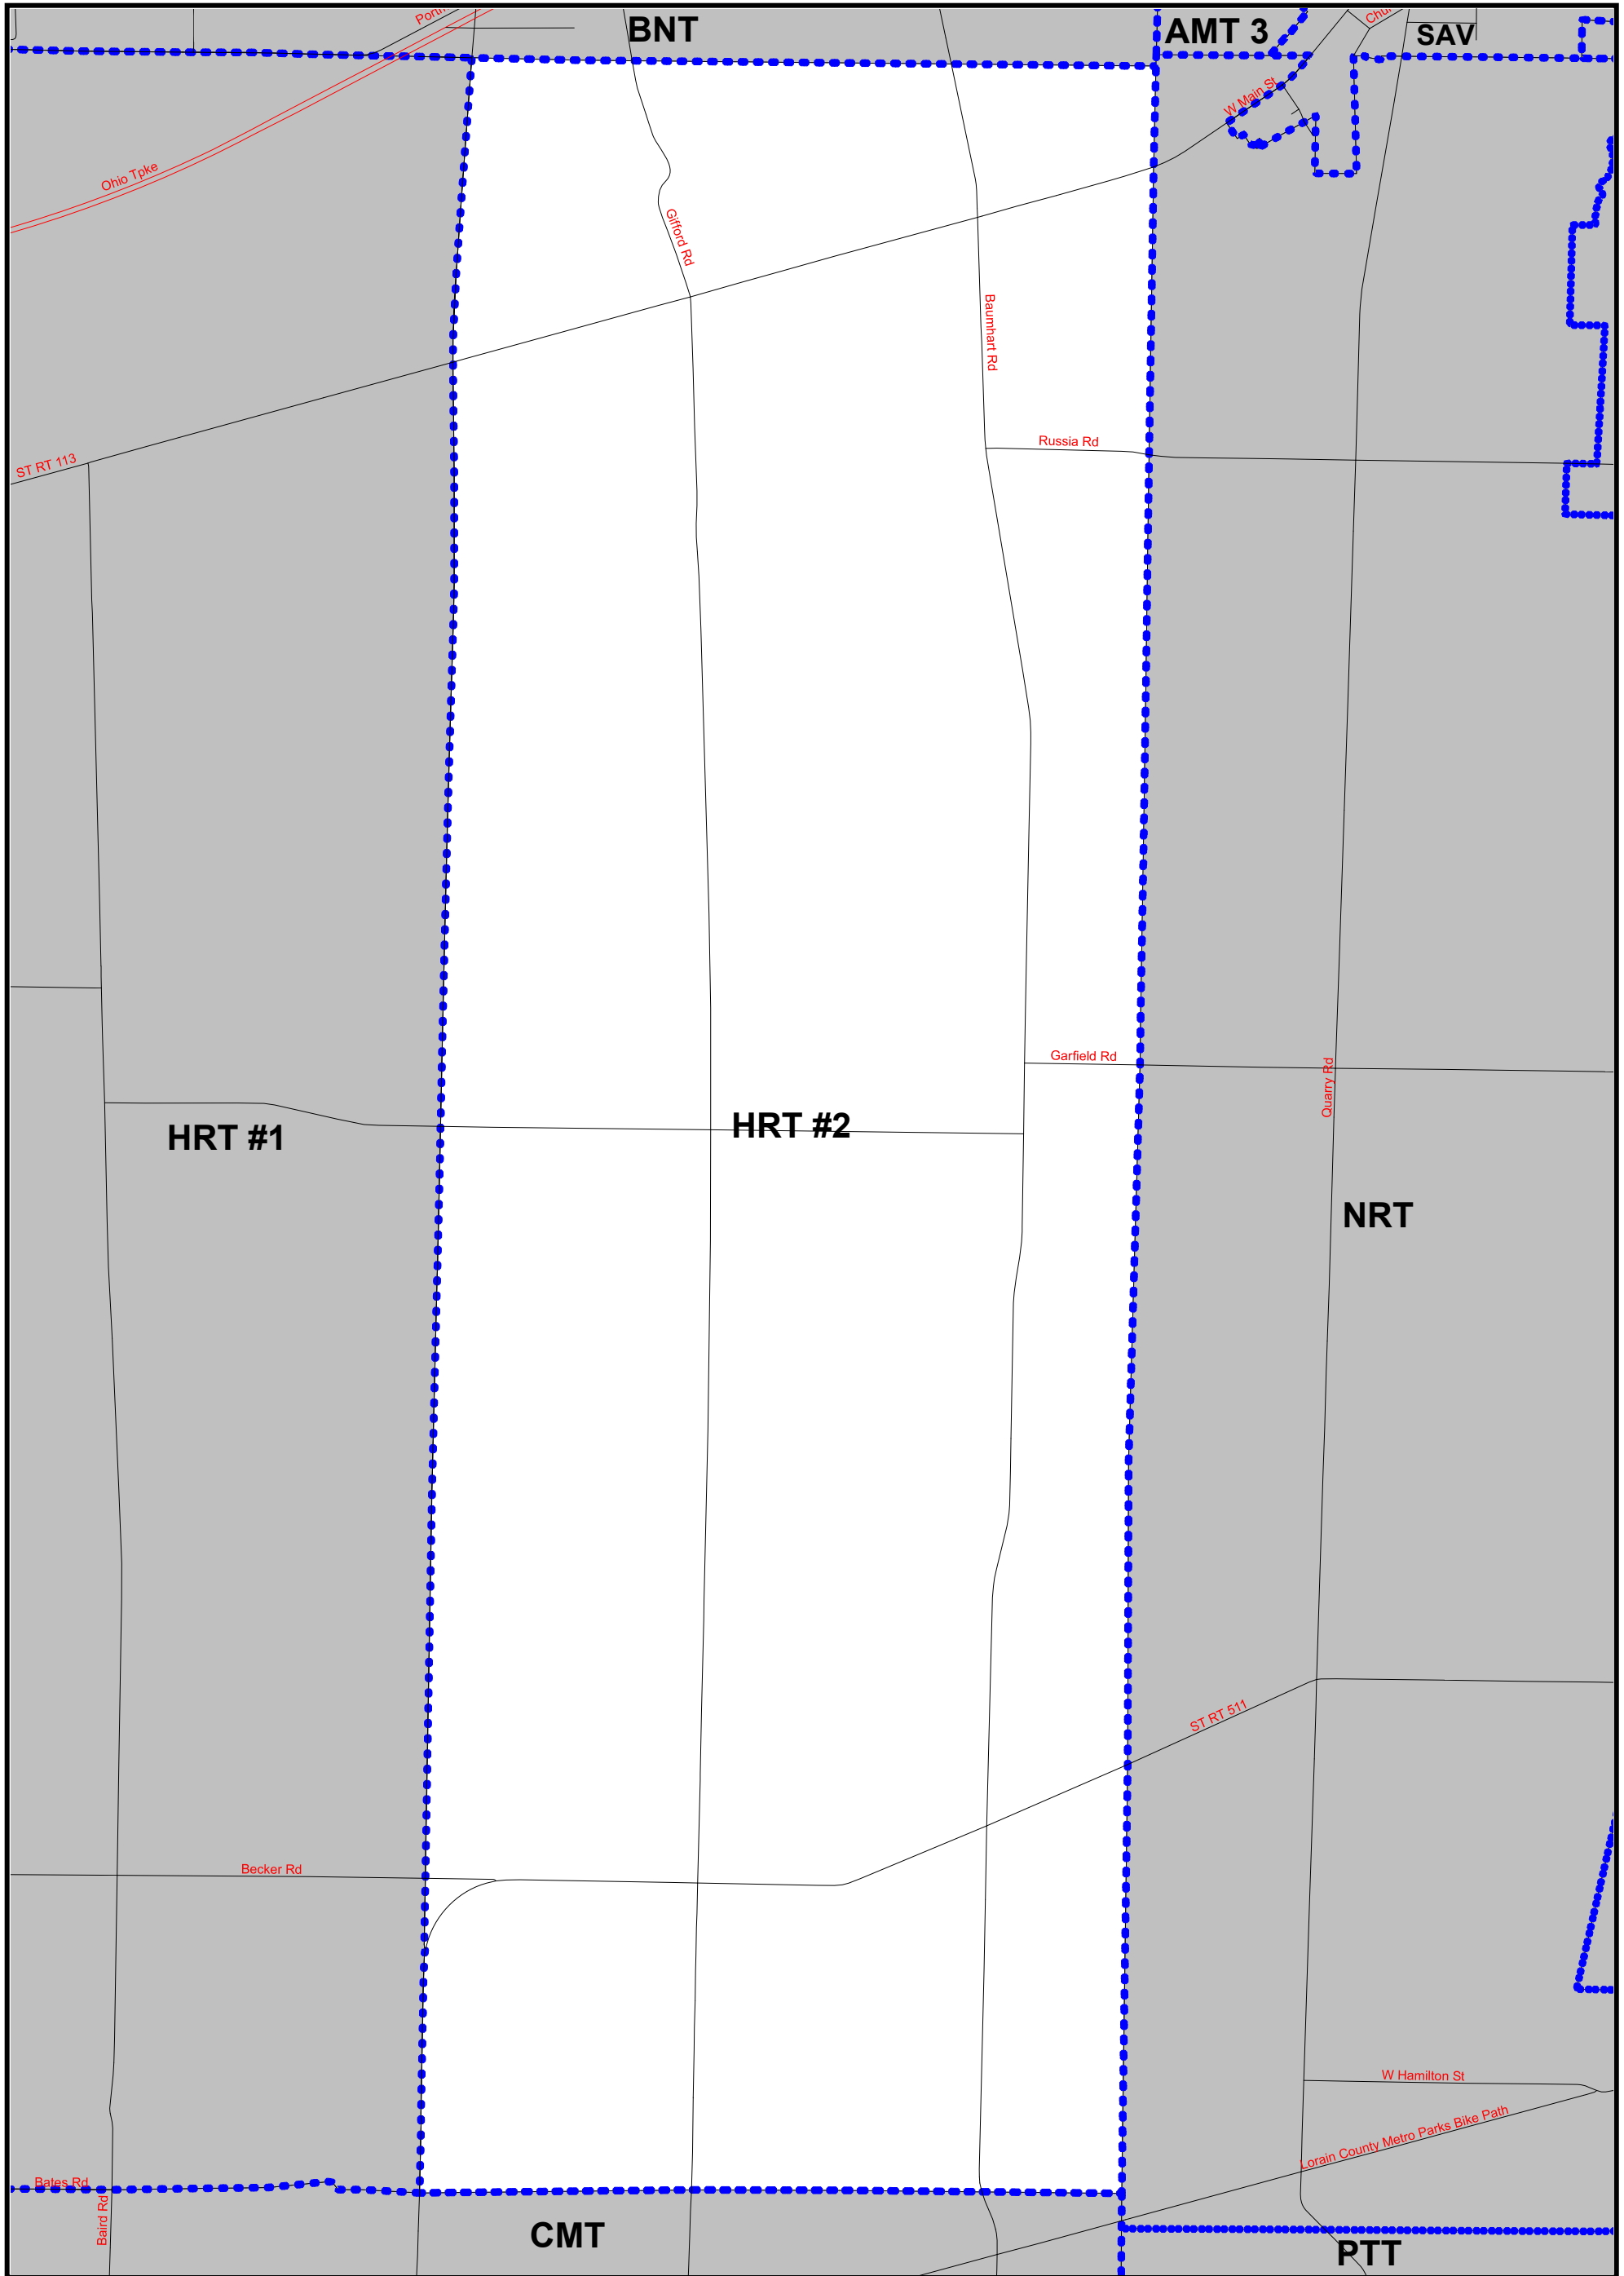 BNT
AMT 3
SAV
W Main St
Ohio Tpke
Gifford Rd
Baumhart Rd
ST RT 113
Russia Rd
Garfield Rd
Quarry Rd
HRT #1
HRT #2
NRT
ST RT 511
Becker Rd
W Hamilton St
Lorain County Metro Parks Bike Path
Bates Rd
Baird Rd
CMT
PTT